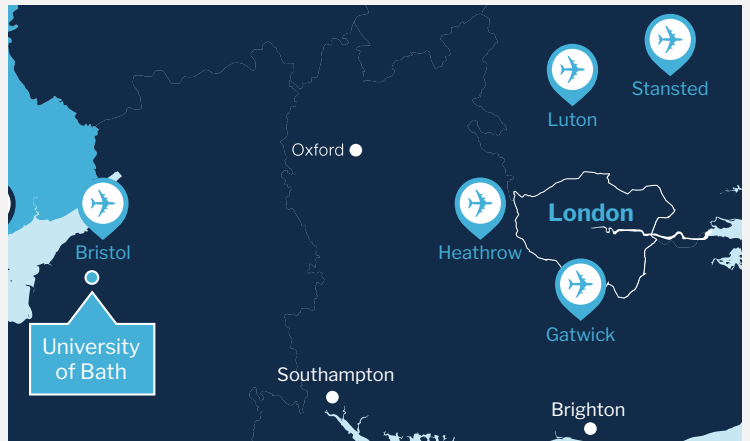 Stansted
Luton
Oxford
London
Bristol
Heathrow
Gatwick
University
of Bath
Southampton
Brighton